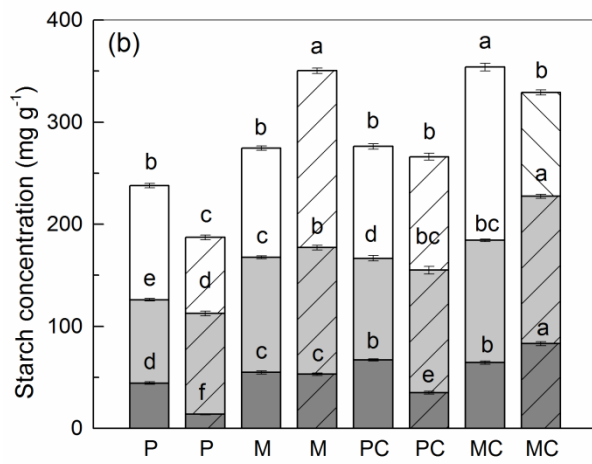 400
(b)
a
a
b
300
b
b
b
b
a
c
200
c
b
d
bc
bc
e
d
100
a
d
c
c
b
e
b
f
0
P P M M PC PC MC MC
Starch concentration (mg g⁻¹)